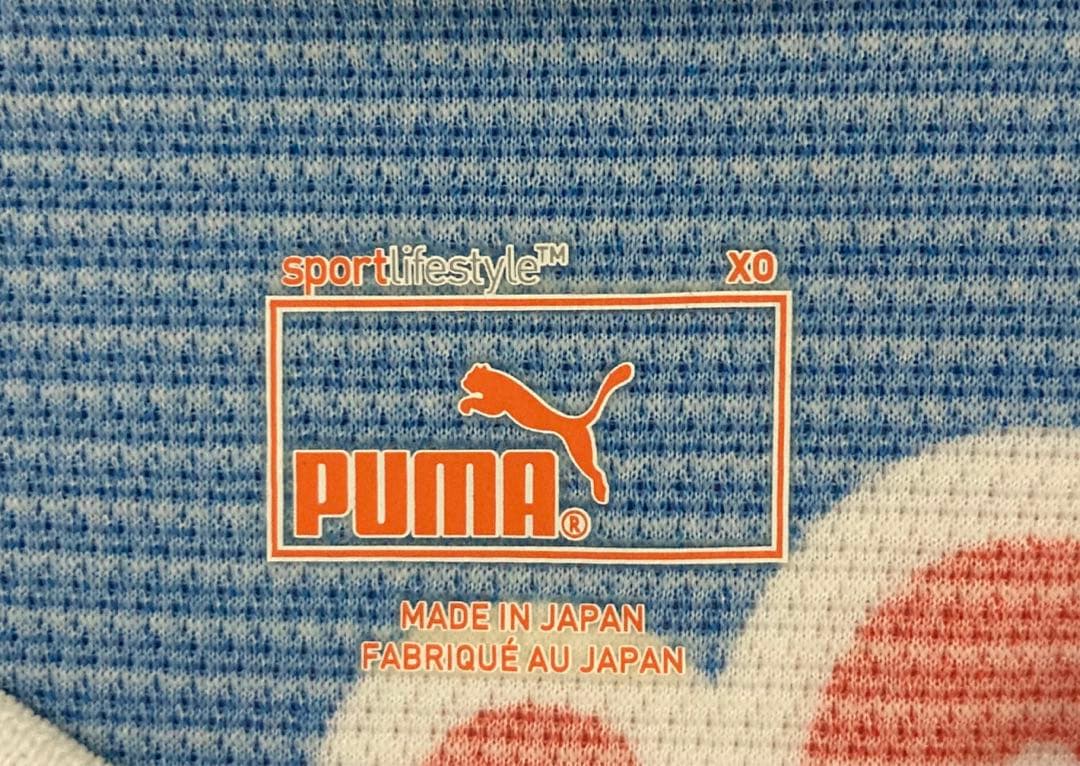 sportlifestyle™ XO
PUMA®
MADE IN JAPAN
FABRIQUÉ AU JAPAN